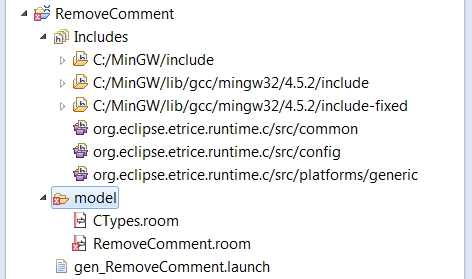 RemoveComment
Includes
C:/MinGW/include
C:/MinGW/lib/gcc/mingw32/4.5.2/include
C:/MinGW/lib/gcc/mingw32/4.5.2/include-fixed
org.eclipse.etrice.runtime.c/src/common
org.eclipse.etrice.runtime.c/src/config
org.eclipse.etrice.runtime.c/src/platforms/generic
model
CTypes.room
RemoveComment.room
gen_RemoveComment.launch